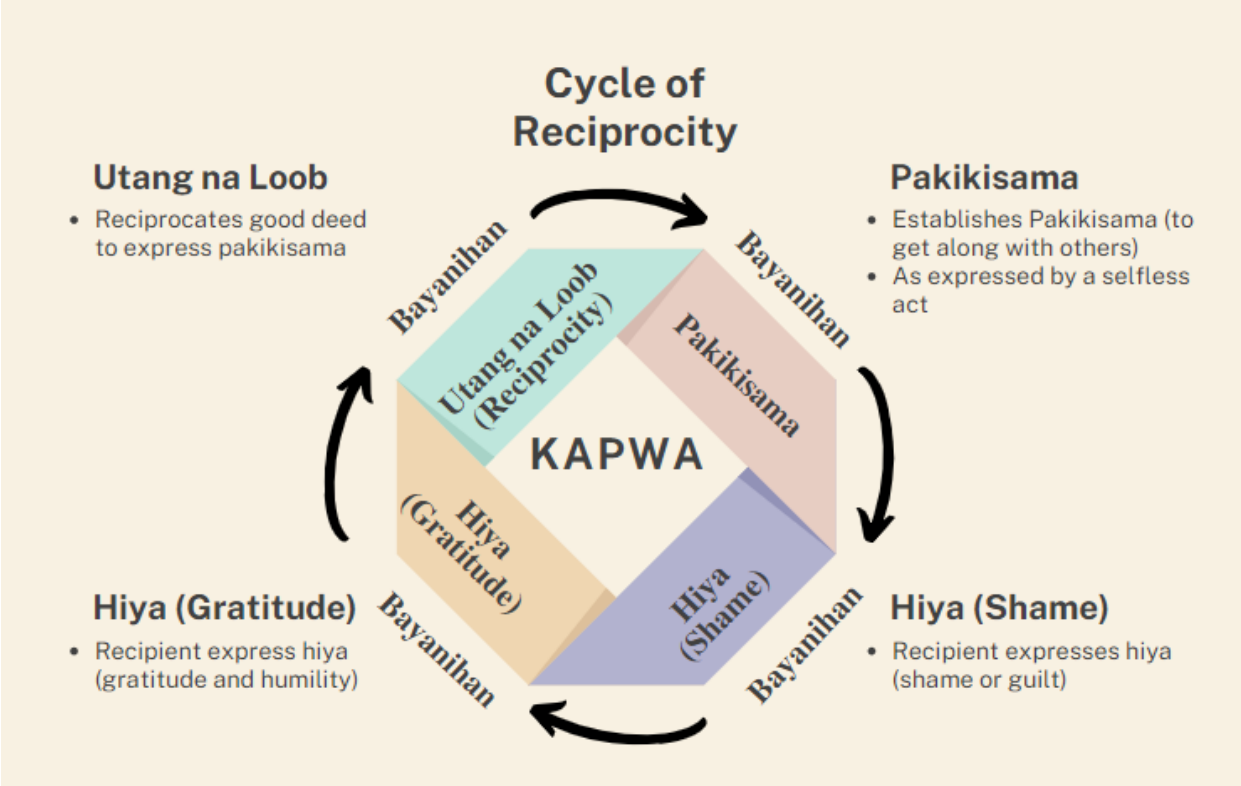 Cycle of
Reciprocity
Utang na Loob
• Reciprocates good deed
to express pakikisama
Pakikisama
• Establishes Pakikisama (to
get along with others)
• As expressed by a selfless
act
Bayanihan
Bayanihan
Utang na Loob
(Reciprocity)
Pakikisama
KAPWA
Hiya
(Gratitude)
Hiya
(Shame)
Hiya (Gratitude)
• Recipient express hiya
(gratitude and humility)
Bayanihan
Bayanihan
Hiya (Shame)
• Recipient expresses hiya
(shame or guilt)